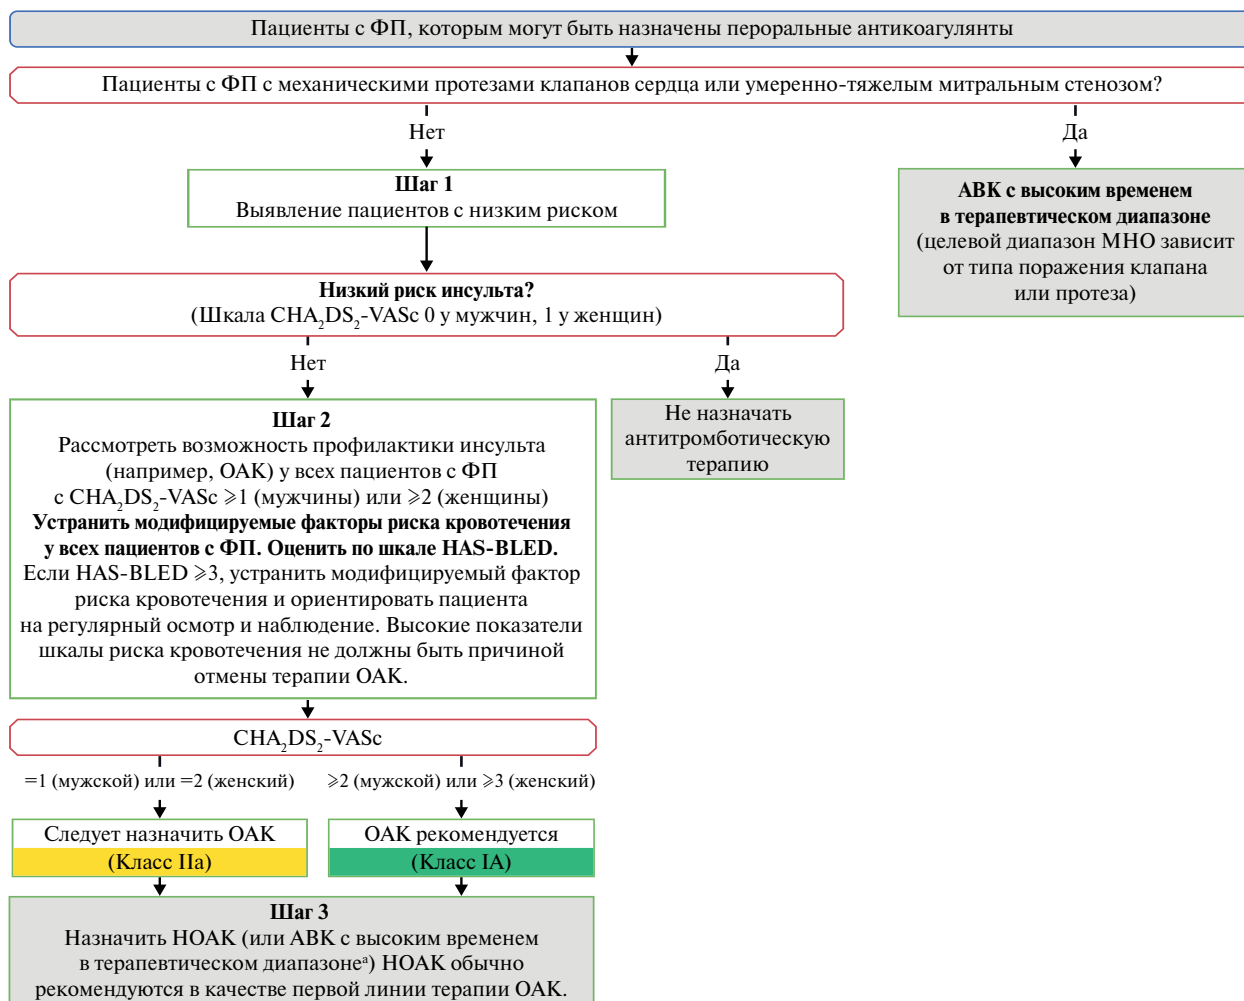 Пациенты с ФП, которым могут быть назначены пероральные антикоагулянты
Пациенты с ФП с механическими протезами клапанов сердца или умеренно-тяжелым митральным стенозом?
Нет
Да
Шаг 1
Выявление пациентов с низким риском
АВК с высоким временем
в терапевтическом диапазоне
(целевой диапазон МНО зависит
от типа поражения клапана
или протеза)
Низкий риск инсульта?
(Шкала CHA₂DS₂-VASc 0 у мужчин, 1 у женщин)
Нет
Да
Шаг 2
Рассмотреть возможность профилактики инсульта
(например, ОАК) у всех пациентов с ФП
с CHA₂DS₂-VASc ⩾1 (мужчины) или ⩾2 (женщины)
Устранить модифицируемые факторы риска кровотечения
у всех пациентов с ФП. Оценить по шкале HAS-BLED.
Если HAS-BLED ⩾3, устранить модифицируемый фактор
риска кровотечения и ориентировать пациента
на регулярный осмотр и наблюдение. Высокие показатели
шкалы риска кровотечения не должны быть причиной
отмены терапии ОАК.
Не назначать
антитромботическую
терапию
CHA₂DS₂-VASc
=1 (мужской) или =2 (женский)
⩾2 (мужской) или ⩾3 (женский)
Следует назначить ОАК
(Класс IIa)
ОАК рекомендуется
(Класс IA)
Шаг 3
Назначить НОАК (или АВК с высоким временем
в терапевтическом диапазонеᵃ) НОАК обычно
рекомендуются в качестве первой линии терапии ОАК.